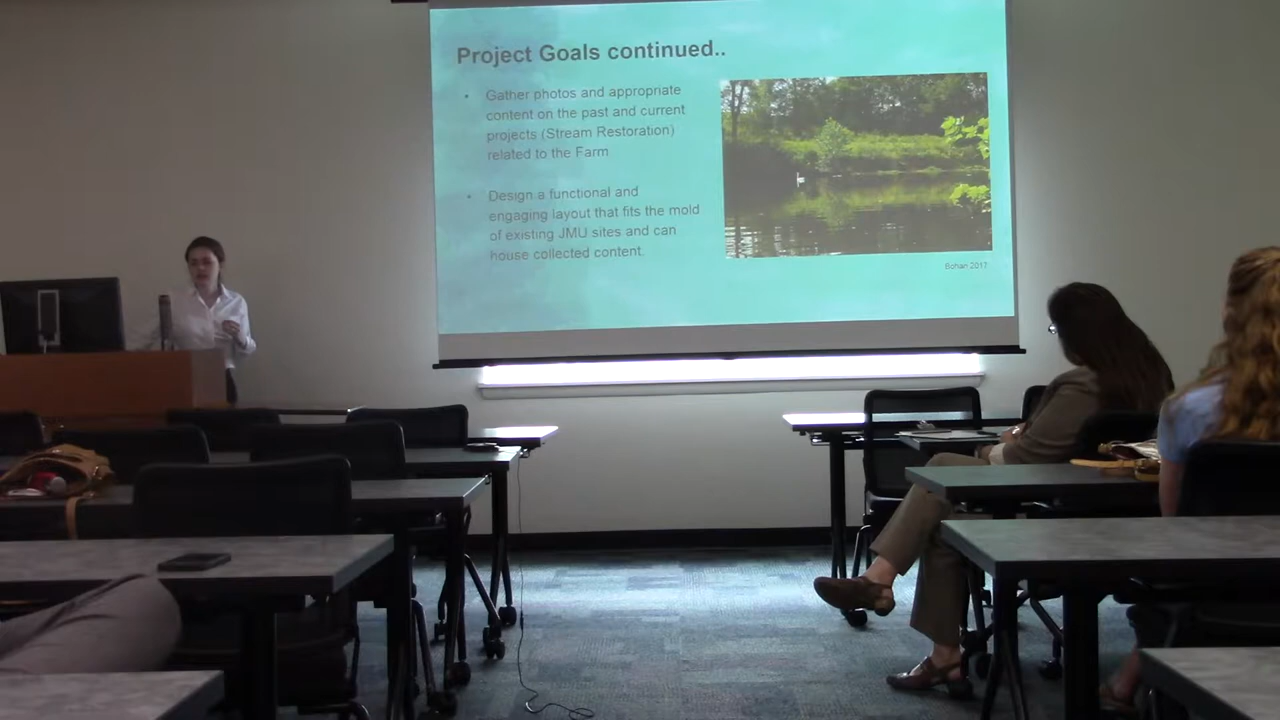 Project Goals continued..
• Gather photos and appropriate
content on the past and current
projects (Stream Restoration)
related to the Farm
• Design a functional and
engaging layout that fits the mold
of existing JMU sites and can
house collected content.
Bohan 2017